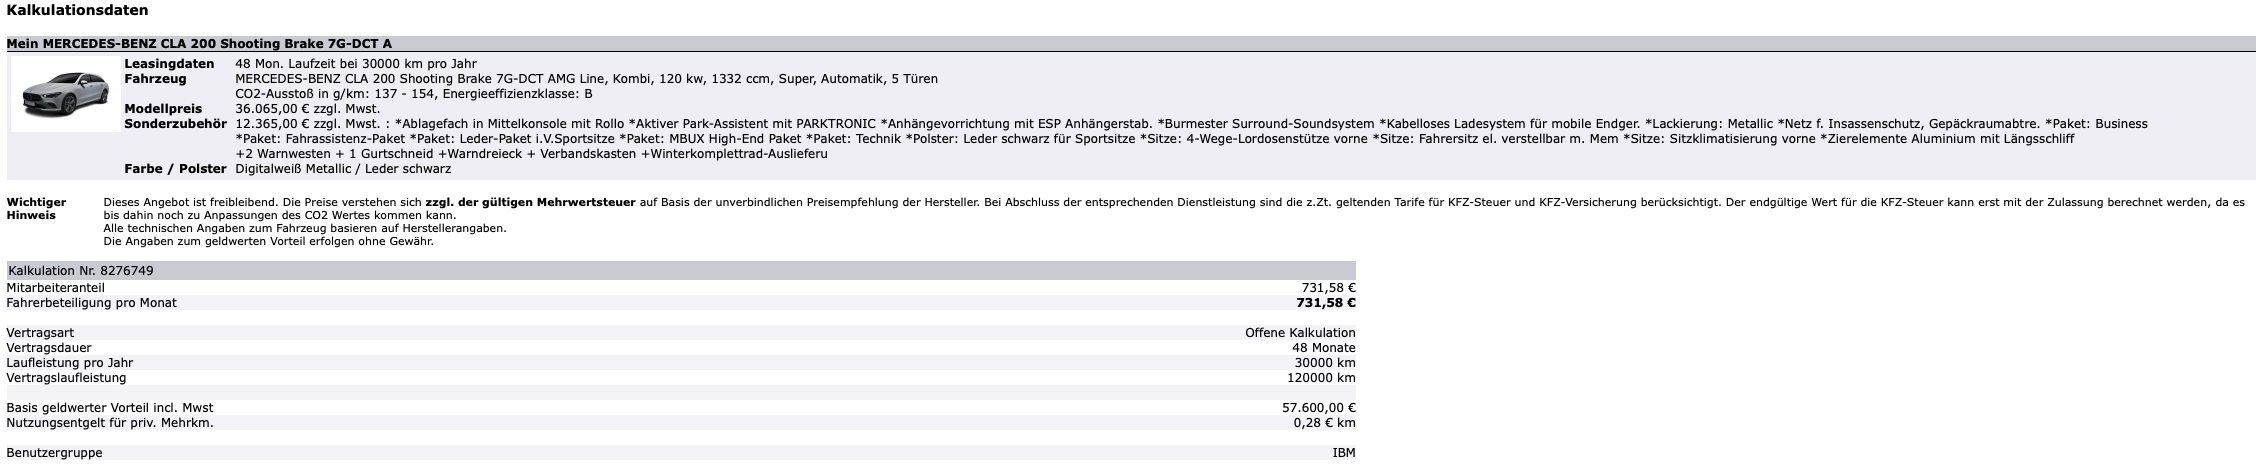 Kalkulationsdaten
Mein MERCEDES-BENZ CLA 200 Shooting Brake 7G-DCT A
Leasingdaten 48 Mon. Laufzeit bei 30000 km pro Jahr
Fahrzeug MERCEDES-BENZ CLA 200 Shooting Brake 7G-DCT AMG Line, Kombi, 120 kw, 1332 ccm, Super, Automatik, 5 Türen
CO2-Ausstoß in g/km: 137 - 154, Energieeffizienzklasse: B
Modellpreis 36.065,00 € zzgl. Mwst.
Sonderzubehör 12.365,00 € zzgl. Mwst. : *Ablagefach in Mittelkonsole mit Rollo *Aktiver Park-Assistent mit PARKTRONIC *Anhängevorrichtung mit ESP Anhängerstab. *Burmester Surround-Soundsystem *Kabelloses Ladesystem für mobile Endger. *Lackierung: Metallic *Netz f. Insassenschutz, Gepäckraumabtre. *Paket: Business
*Paket: Fahrassistenz-Paket *Paket: Leder-Paket i.V.Sportsitze *Paket: MBUX High-End Paket *Paket: Technik *Polster: Leder schwarz für Sportsitze *Sitze: 4-Wege-Lordosenstütze vorne *Sitze: Fahrersitz el. verstellbar m. Mem *Sitze: Sitzklimatisierung vorne *Zierelemente Aluminium mit Längsschliff
+2 Warnwesten + 1 Gurtschneid +Warndreieck + Verbandskasten +Winterkomplettrad-Auslieferu
Farbe / Polster Digitalweiß Metallic / Leder schwarz
Wichtiger Hinweis Dieses Angebot ist freibleibend. Die Preise verstehen sich zzgl. der gültigen Mehrwertsteuer auf Basis der unverbindlichen Preisempfehlung der Hersteller. Bei Abschluss der entsprechenden Dienstleistung sind die z.Zt. geltenden Tarife für KFZ-Steuer und KFZ-Versicherung berücksichtigt. Der endgültige Wert für die KFZ-Steuer kann erst mit der Zulassung berechnet werden, da es
bis dahin noch zu Anpassungen des CO2 Wertes kommen kann.
Alle technischen Angaben zum Fahrzeug basieren auf Herstellerangaben.
Die Angaben zum geldwerten Vorteil erfolgen ohne Gewähr.
Kalkulation Nr. 8276749
Mitarbeiteranteil 731,58 €
Fahrerbeteiligung pro Monat 731,58 €
Vertragsart Offene Kalkulation
Vertragsdauer 48 Monate
Laufleistung pro Jahr 30000 km
Vertragslaufleistung 120000 km
Basis geldwerter Vorteil incl. Mwst 57.600,00 €
Nutzungsentgelt für priv. Mehrkm. 0,28 € km
Benutzergruppe IBM